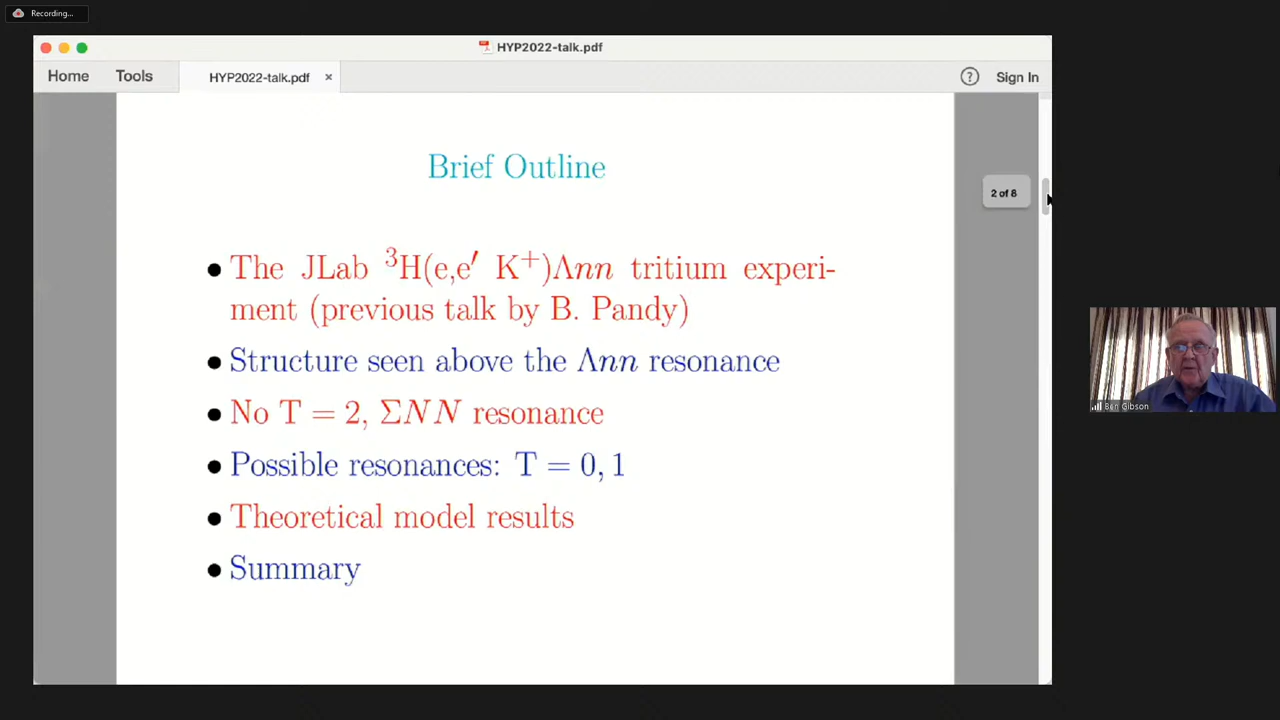 Recording...
HYP2022-talk.pdf
Home Tools HYP2022-talk.pdf × ? Sign In
Brief Outline
2 of 8
• The JLab ³H(e,e′ K⁺)Λnn tritium experi-
ment (previous talk by B. Pandy)
• Structure seen above the Λnn resonance
• No T = 2, ΣNN resonance
• Possible resonances: T = 0, 1
• Theoretical model results
• Summary
Ben Gibson